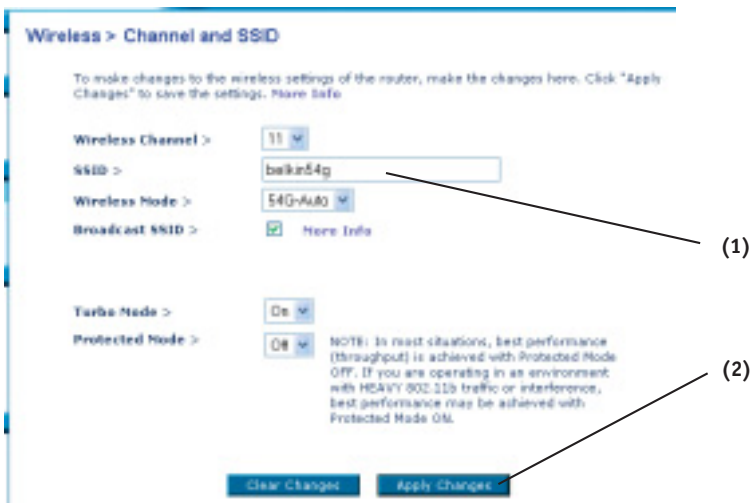 Wireless > Channel and SSID
To make changes to the wireless settings of the router, make the changes here. Click "Apply
Changes" to save the settings. More Info
Wireless Channel > 11
SSID > belkin54g
(1)
Wireless Mode > 54G-Auto
Broadcast SSID > More Info
Turbo Mode > On
Protected Mode > Off
NOTE: In most situations, best performance
(throughput) is achieved with Protected Mode
OFF. If you are operating in an environment
with HEAVY 802.11b traffic or interference,
best performance may be achieved with
Protected Mode ON.
(2)
Clear Changes Apply Changes